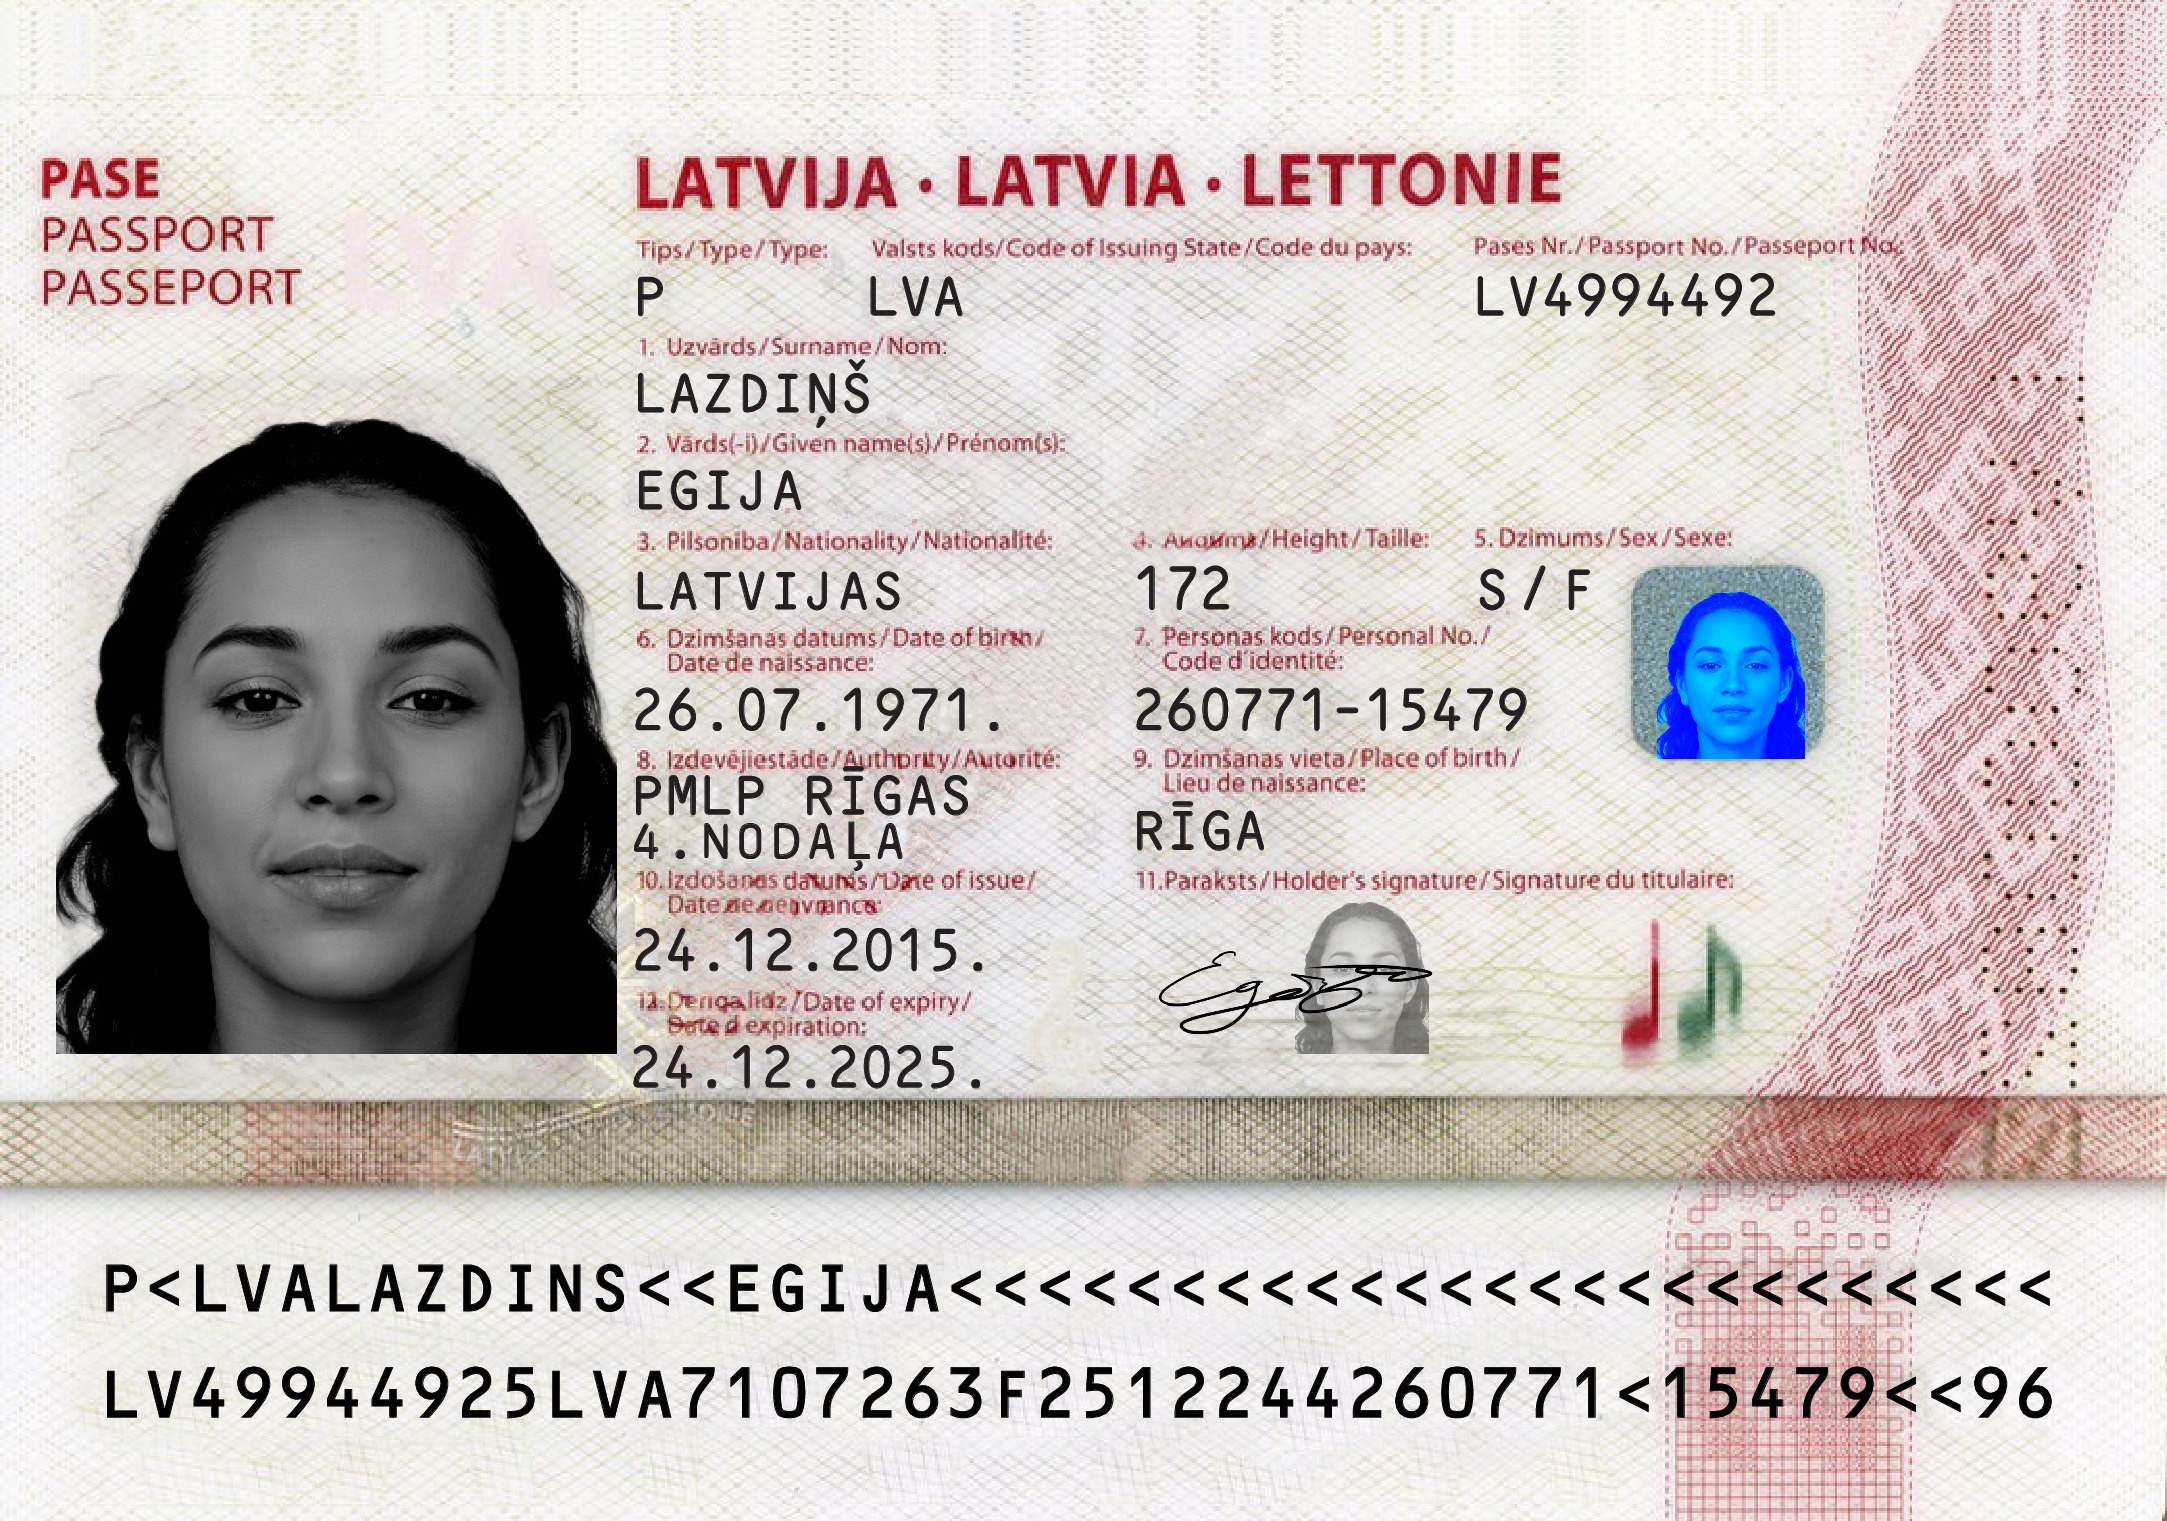 PASE
PASSPORT
PASSEPORT
LVA
LATVIJA · LATVIA · LETTONIE
Tips/Type/Type: Valsts kods/Code of Issuing State/Code du pays: Pases Nr./Passport No./Passeport No.:
P LVA LV4994492
1. Uzvārds/Surname/Nom:
LAZDIŅŠ
2. Vārds(-i)/Given name(s)/Prénom(s):
EGIJA
3. Pilsonība/Nationality/Nationalité: 4. Augums/Height/Taille: 5. Dzimums/Sex/Sexe:
LATVIJAS 172 S/F
6. Dzimšanas datums/Date of birth/ 7. Personas kods/Personal No./
Date de naissance: Code d'identité:
26.07.1971. 260771-15479
8. Izdevējiestāde/Authority/Autorité: 9. Dzimšanas vieta/Place of birth/
Lieu de naissance:
PMLP RĪGAS
4.NODAĻA RĪGA
10. Izdošanas datums/Date of issue/ 11. Paraksts/Holder's signature/Signature du titulaire:
Date de
24.12.2015.
12. līdz/Date of expiry/
Date d'expiration:
24.12.2025.
P<LVALAZDINS<<EGIJA<<<<<<<<<<<<<<<<<<<<<<<<<
LV49944925LVA7107263F2512244260771<15479<<96